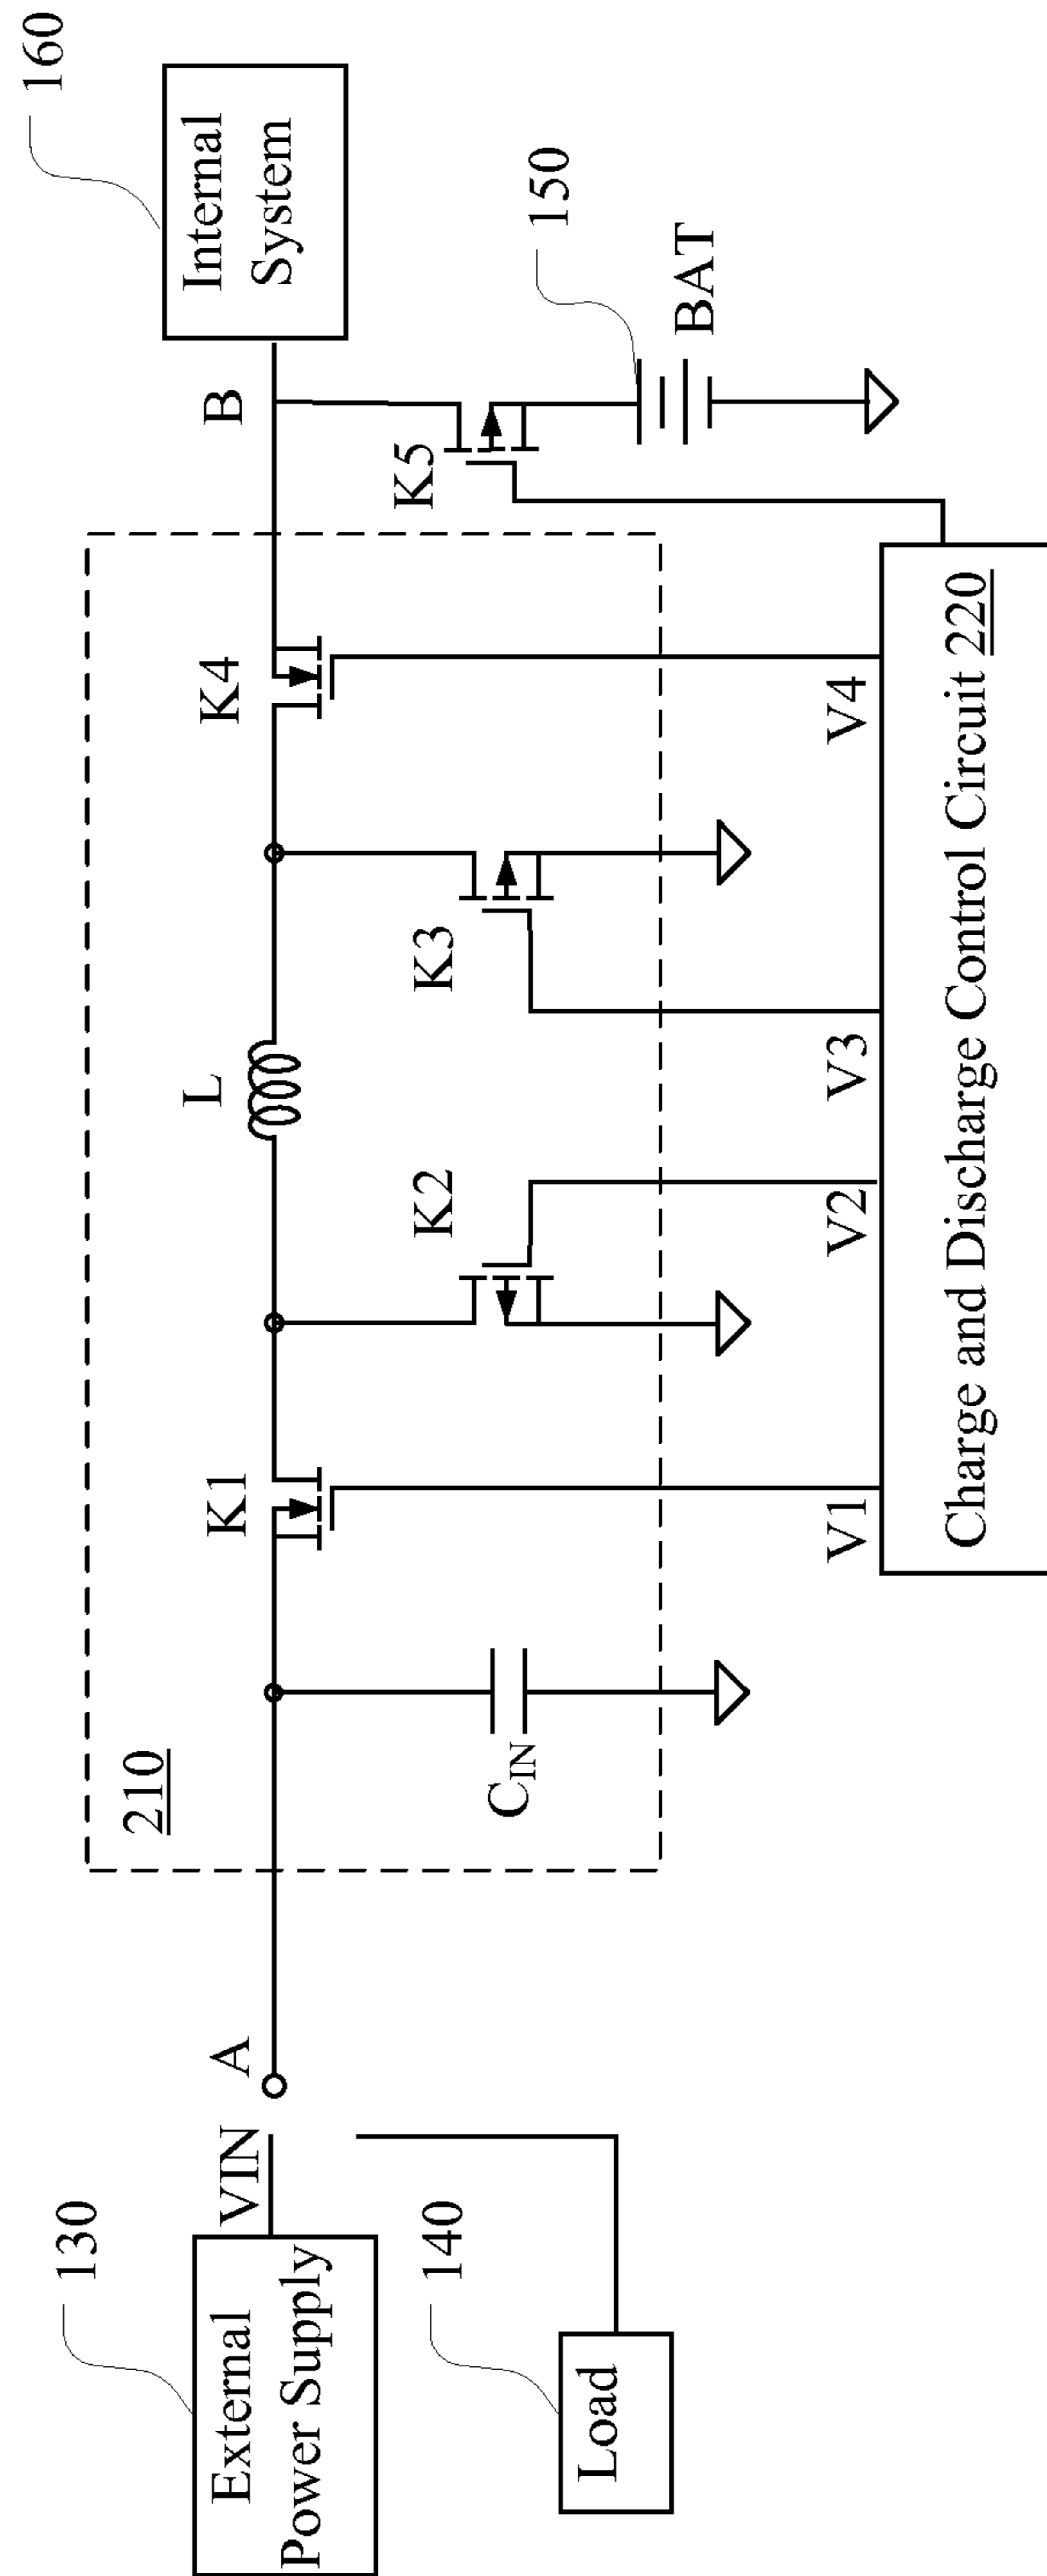 130
External
Power Supply
VIN
140
Load
A
210
C_IN
K1
K2
L
K3
K4
B
K5
160
Internal
System
150
BAT
V1
V2
V3
V4
Charge and Discharge Control Circuit 220